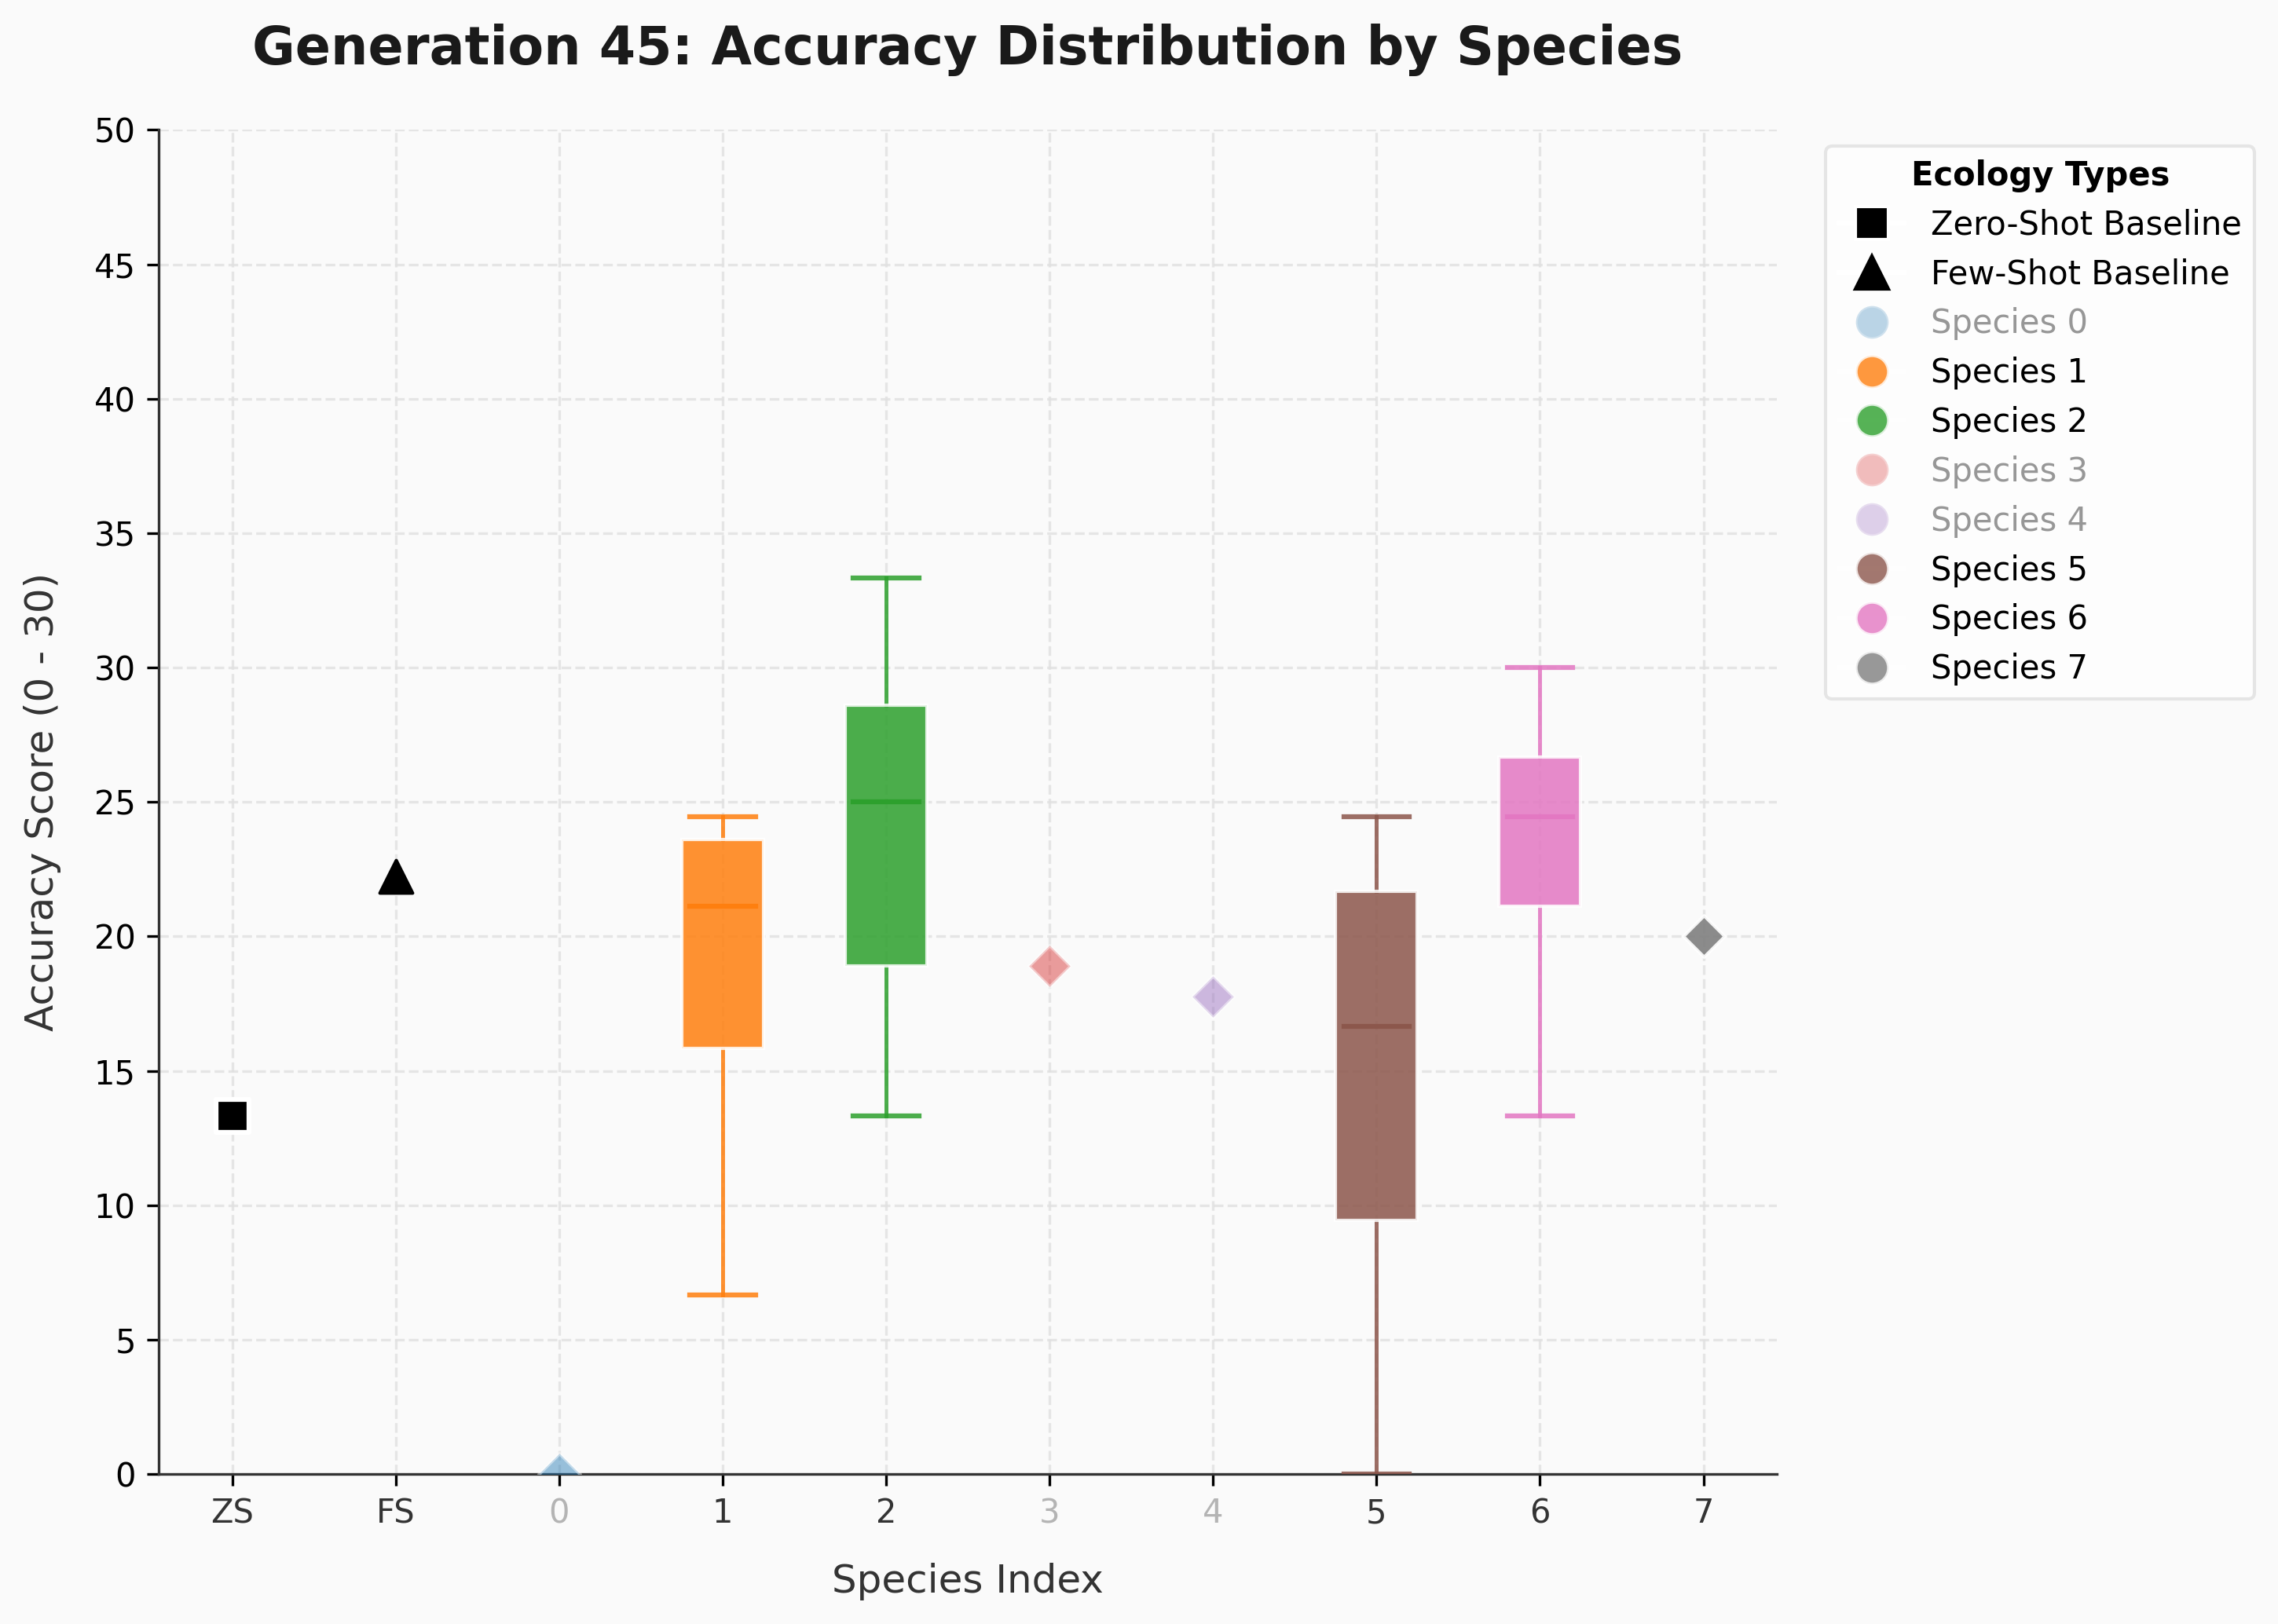 Generation 45: Accuracy Distribution by Species
50
45
40
35
30
25
20
15
10
5
0
Accuracy Score (0 - 30)
ZS FS 0 1 2 3 4 5 6 7
Species Index
Ecology Types
Zero-Shot Baseline
Few-Shot Baseline
Species 0
Species 1
Species 2
Species 3
Species 4
Species 5
Species 6
Species 7